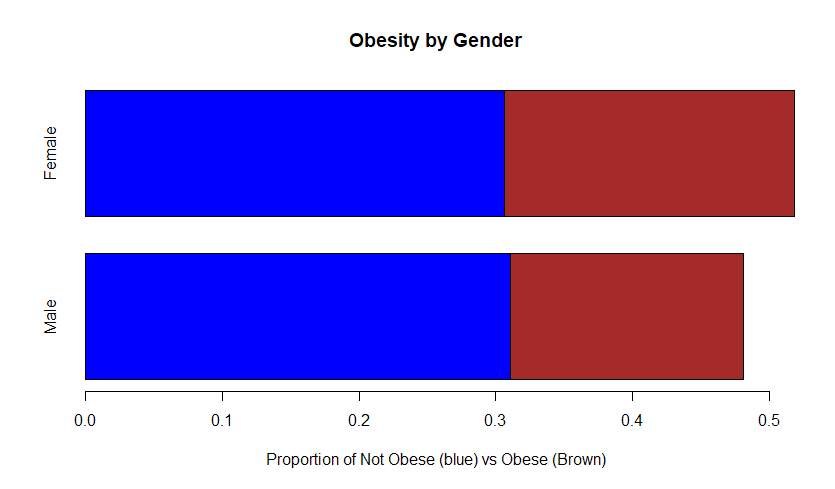 Obesity by Gender
Female
Male
0.0 0.1 0.2 0.3 0.4 0.5
Proportion of Not Obese (blue) vs Obese (Brown)